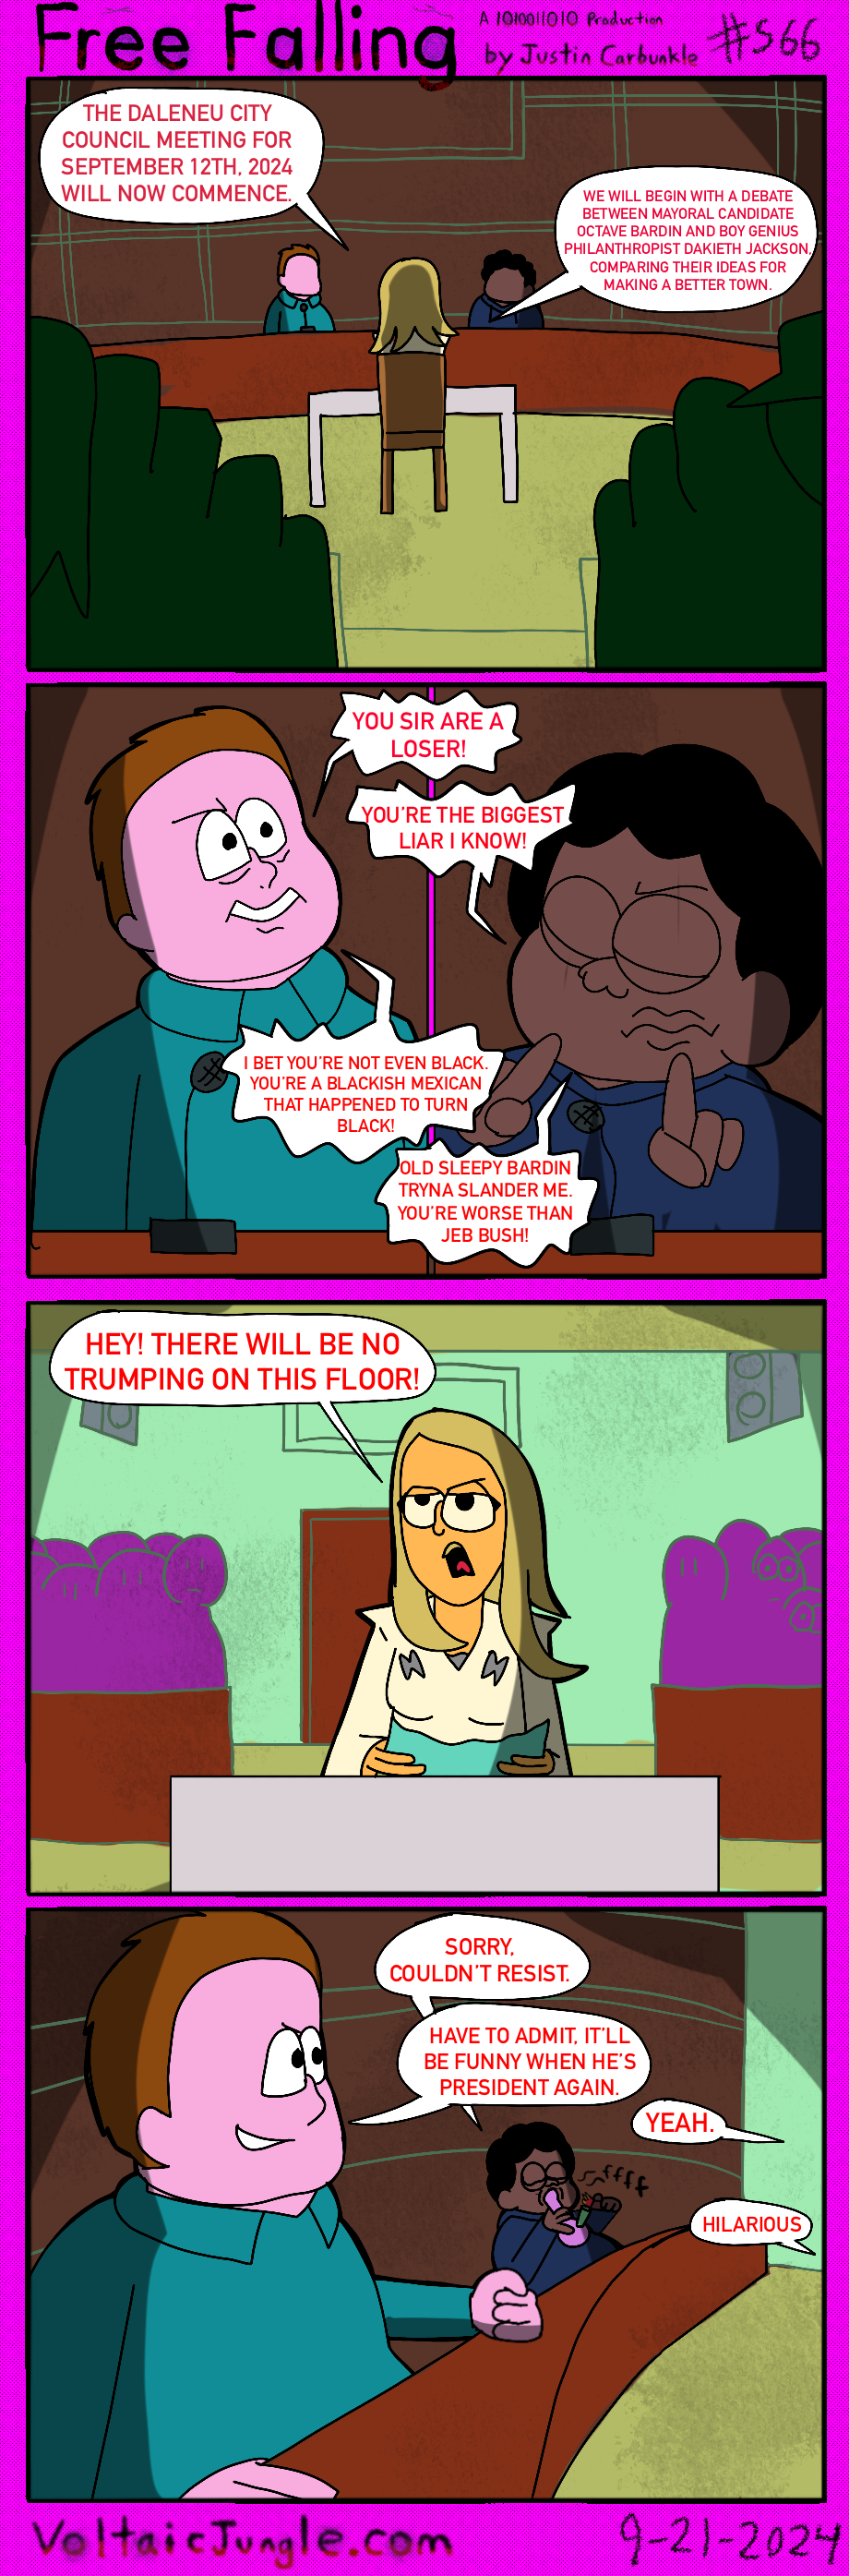 Free Falling
A 1010011010 Production
by Justin Carbunkle
#566
THE DALENEU CITY
COUNCIL MEETING FOR
SEPTEMBER 12TH, 2024
WILL NOW COMMENCE.
WE WILL BEGIN WITH A DEBATE
BETWEEN MAYORAL CANDIDATE
OCTAVE BARDIN AND BOY GENIUS
PHILANTHROPIST DAKIETH JACKSON,
COMPARING THEIR IDEAS FOR
MAKING A BETTER TOWN.
YOU SIR ARE A
LOSER!
YOU'RE THE BIGGEST
LIAR I KNOW!
I BET YOU'RE NOT EVEN BLACK.
YOU'RE A BLACKISH MEXICAN
THAT HAPPENED TO TURN
BLACK!
OLD SLEEPY BARDIN
TRYNA SLANDER ME.
YOU'RE WORSE THAN
JEB BUSH!
HEY! THERE WILL BE NO
TRUMPING ON THIS FLOOR!
SORRY,
COULDN'T RESIST.
HAVE TO ADMIT, IT'LL
BE FUNNY WHEN HE'S
PRESIDENT AGAIN.
YEAH.
HILARIOUS
VoltaicJungle.com
9-21-2024